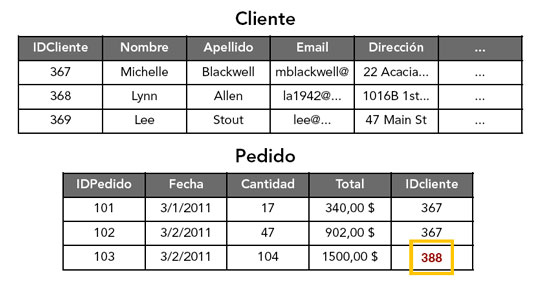 Cliente
IDCliente Nombre Apellido Email Dirección ...
367 Michelle Blackwell mblackwell@ 22 Acacia... ...
368 Lynn Allen la1942@... 1016B 1st... ...
369 Lee Stout lee@... 47 Main St ...
Pedido
IDPedido Fecha Cantidad Total IDcliente
101 3/1/2011 17 340,00 $ 367
102 3/2/2011 47 902,00 $ 367
103 3/2/2011 104 1500,00 $ 388